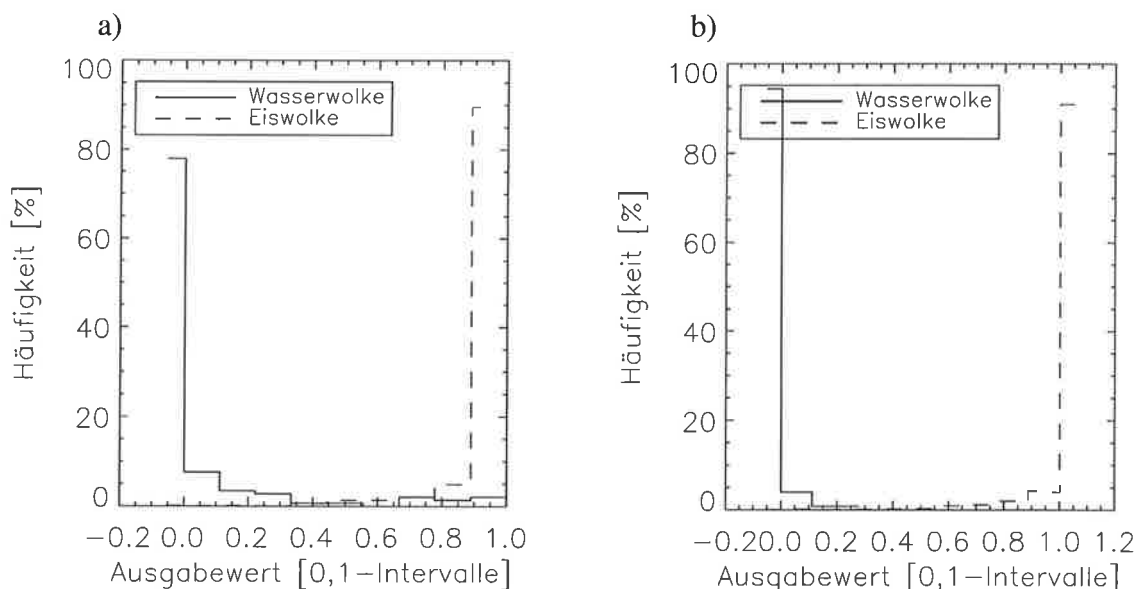 a)
100
80
60
40
20
0
Häufigkeit [%]
Wasserwolke
Eiswolke
-0.2 0.0 0.2 0.4 0.6 0.8 1.0
Ausgabewert [0,1-Intervalle]
b)
100
80
60
40
20
0
Häufigkeit [%]
Wasserwolke
Eiswolke
-0.2 0.0 0.2 0.4 0.6 0.8 1.0 1.2
Ausgabewert [0,1-Intervalle]